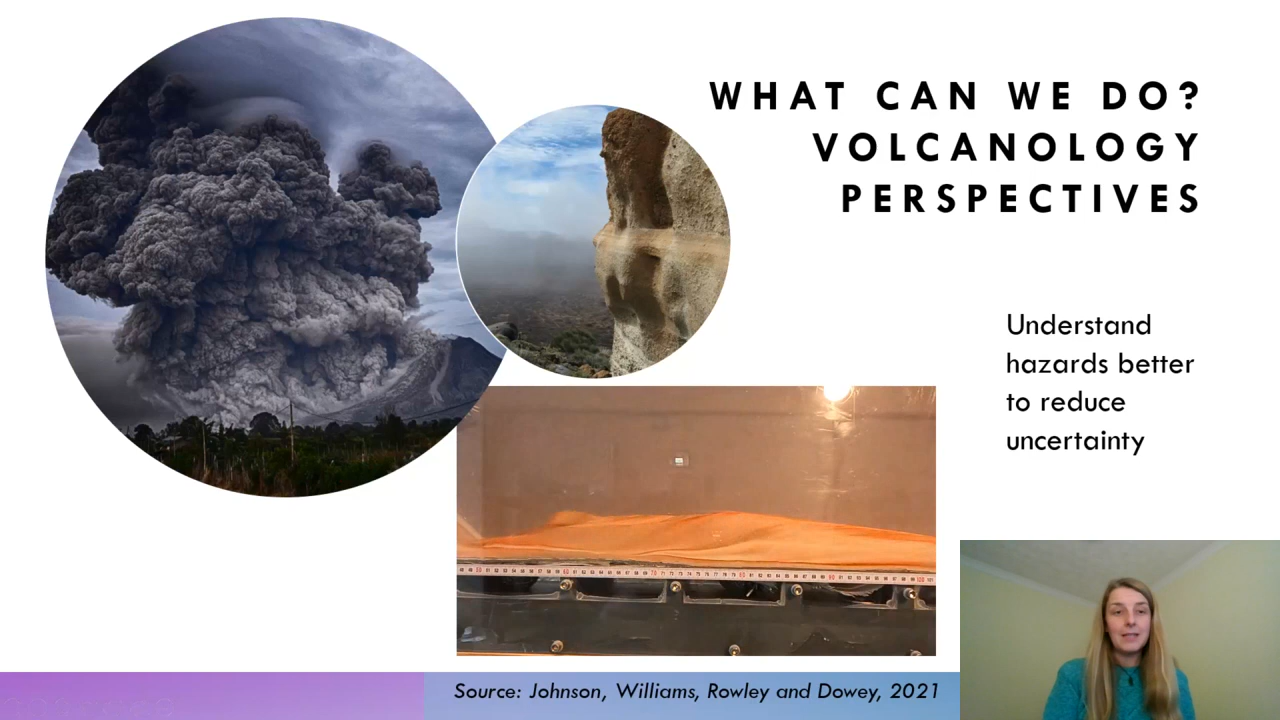 WHAT CAN WE DO?
VOLCANOLOGY
PERSPECTIVES
Understand
hazards better
to reduce
uncertainty
Source: Johnson, Williams, Rowley and Dowey, 2021